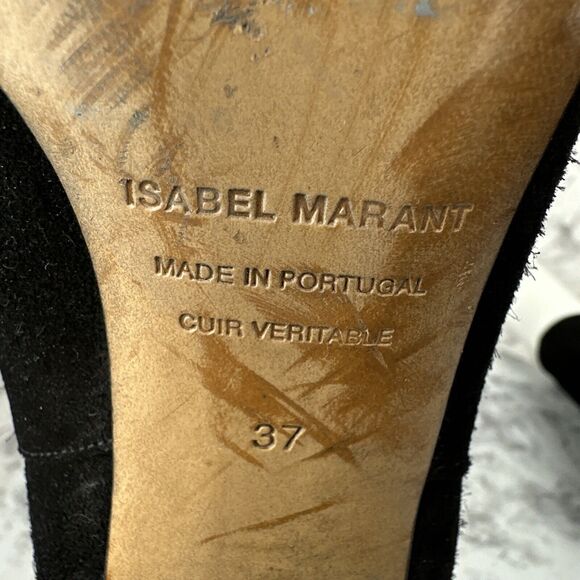 ISABEL MARANT
MADE IN PORTUGAL
CUIR VERITABLE
37